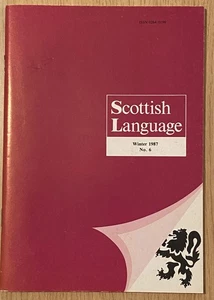 Scottish
Language
Winter 1987
No. 6